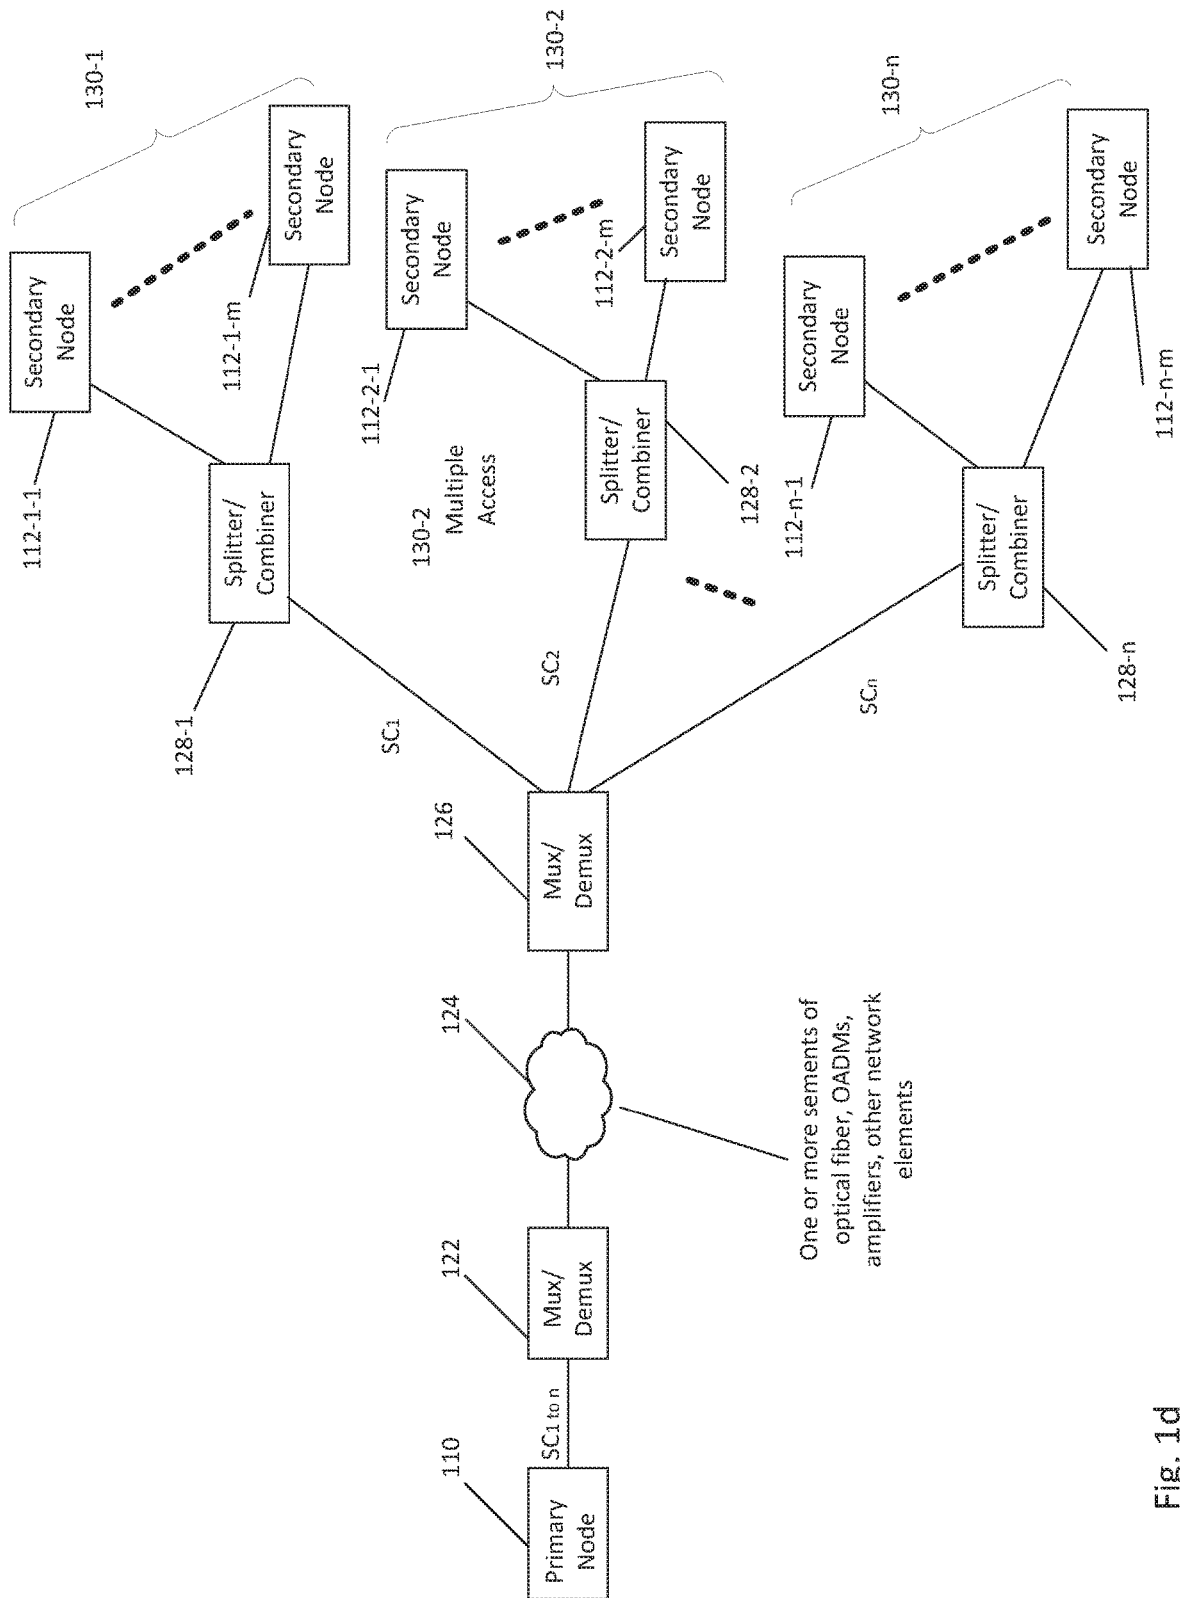 130-1
Secondary
Node
112-1-1
Secondary
Node
112-1-m
Splitter/
Combiner
128-1
SC1
130-2
Secondary
Node
112-2-1
Secondary
Node
112-2-m
130-2
Multiple
Access
Splitter/
Combiner
128-2
SC2
130-n
Secondary
Node
112-n-1
Secondary
Node
112-n-m
Splitter/
Combiner
128-n
SCn
126
Mux/
Demux
124
One or more sements of
optical fiber, OADMs,
amplifiers, other network
elements
122
Mux/
Demux
SC1 to n
110
Primary
Node
Fig. 1d